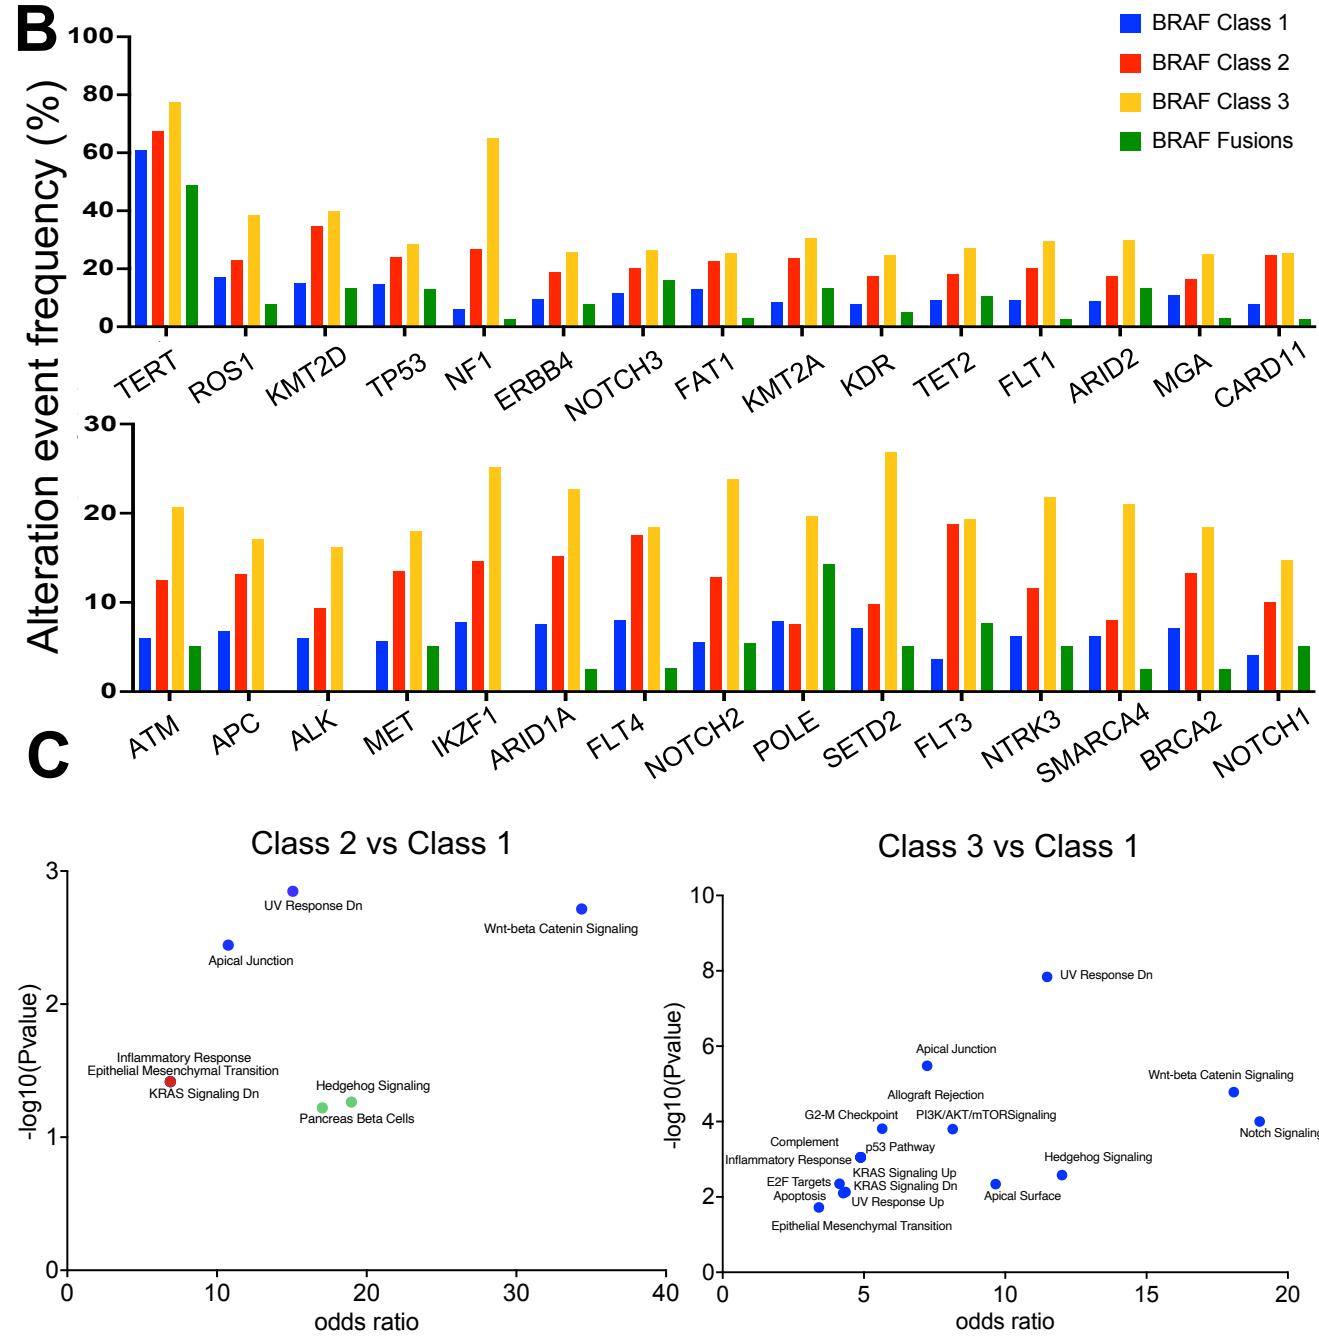 B
BRAF Class 1
BRAF Class 2
BRAF Class 3
BRAF Fusions
Alteration event frequency (%)
100
80
60
40
20
0
TERT ROS1 KMT2D TP53 NF1 ERBB4 NOTCH3 FAT1 KMT2A KDR TET2 FLT1 ARID2 MGA CARD11
30
20
10
0
ATM APC ALK MET IKZF1 ARID1A FLT4 NOTCH2 POLE SETD2 FLT3 NTRK3 SMARCA4 BRCA2 NOTCH1
C
Class 2 vs Class 1
-log10(Pvalue)
3
2
1
0
UV Response Dn
Wnt-beta Catenin Signaling
Apical Junction
Inflammatory Response
Epithelial Mesenchymal Transition
KRAS Signaling Dn
Hedgehog Signaling
Pancreas Beta Cells
0 10 20 30 40
odds ratio
Class 3 vs Class 1
-log10(Pvalue)
10
8
6
4
2
0
UV Response Dn
Apical Junction
Wnt-beta Catenin Signaling
Allograft Rejection
G2-M Checkpoint
PI3K/AKT/mTORSignaling
Notch Signaling
Complement
p53 Pathway
Inflammatory Response
Hedgehog Signaling
KRAS Signaling Up
E2F Targets
KRAS Signaling Dn
Apoptosis
UV Response Up
Apical Surface
Epithelial Mesenchymal Transition
0 5 10 15 20
odds ratio